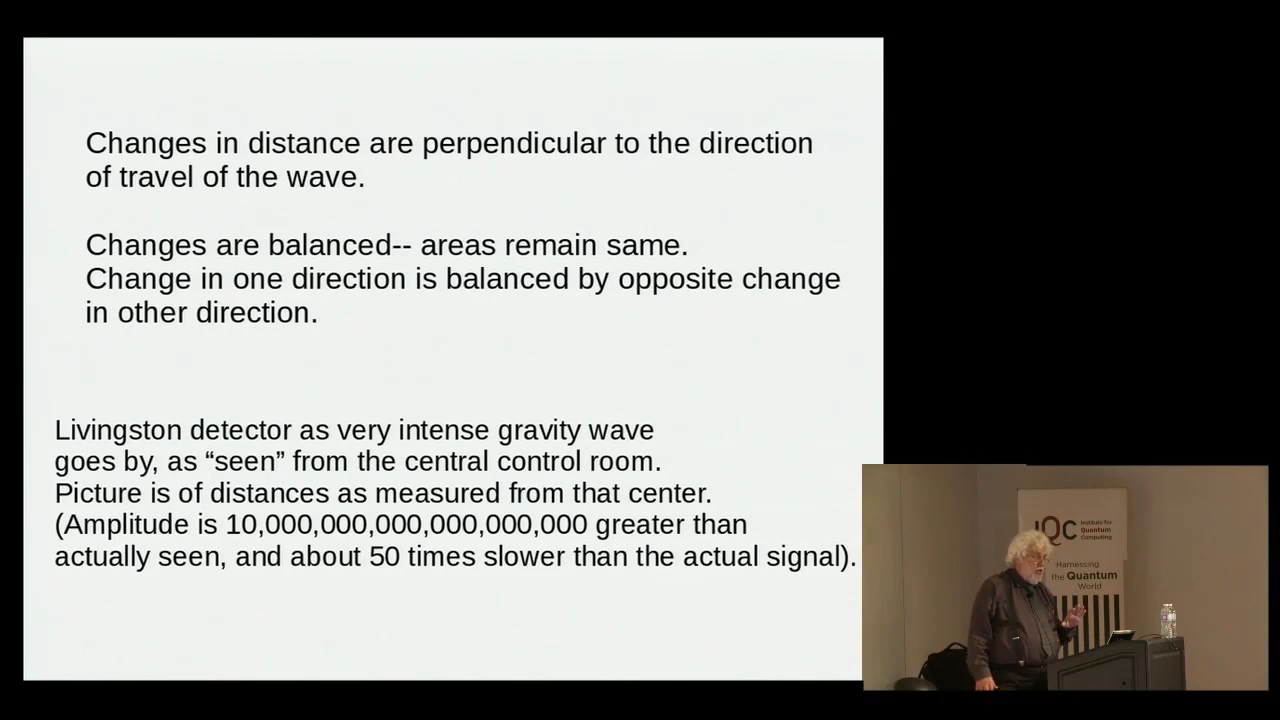 Changes in distance are perpendicular to the direction
of travel of the wave.
Changes are balanced-- areas remain same.
Change in one direction is balanced by opposite change
in other direction.
Livingston detector as very intense gravity wave
goes by, as “seen” from the central control room.
Picture is of distances as measured from that center.
(Amplitude is 10,000,000,000,000,000,000 greater than
actually seen, and about 50 times slower than the actual signal).
IQC
Institute for
Quantum
Computing
Harnessing
the Quantum
World